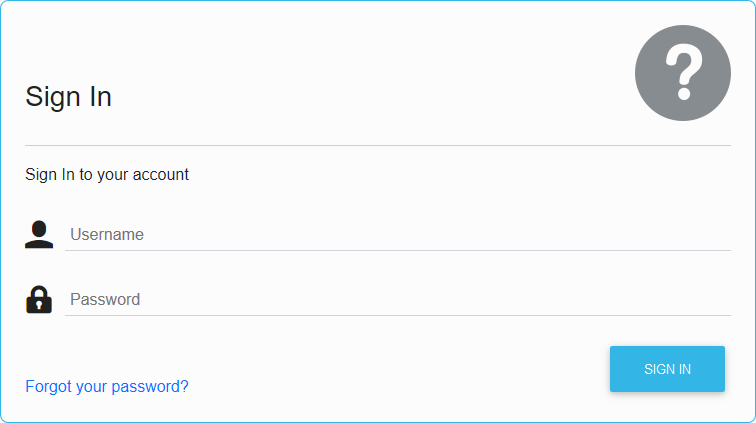 Sign In
?
Sign In to your account
Username
Password
Forgot your password?
SIGN IN